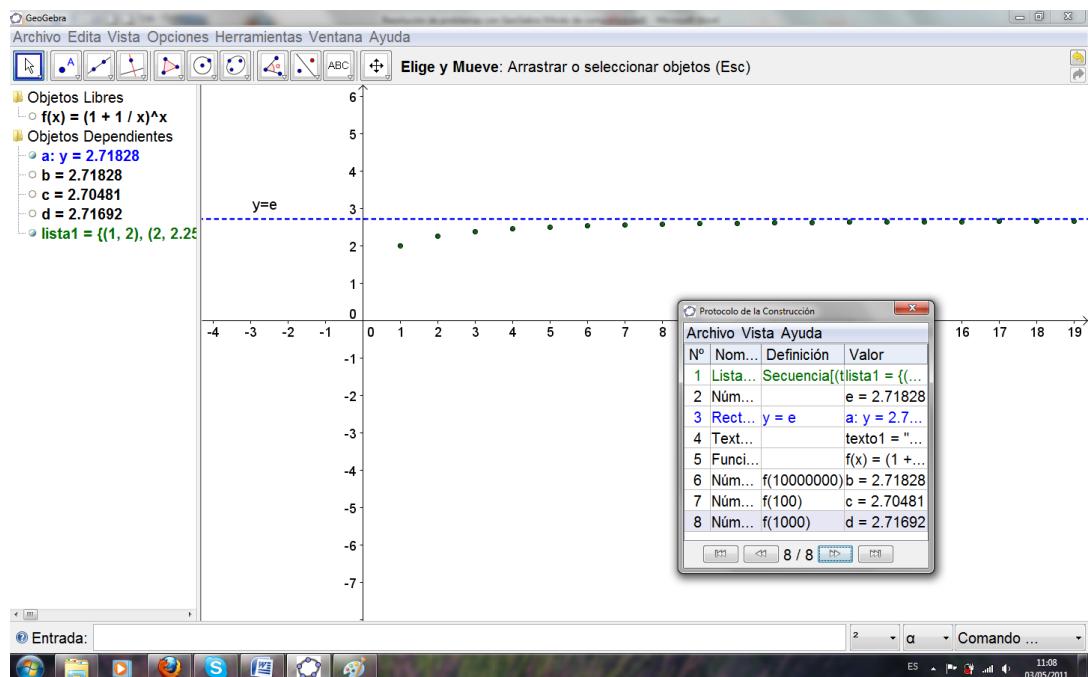 GeoGebra
Archivo Edita Vista Opciones Herramientas Ventana Ayuda
ABC
Elige y Mueve: Arrastrar o seleccionar objetos (Esc)
Objetos Libres
f(x) = (1 + 1 / x)^x
Objetos Dependientes
a: y = 2.71828
b = 2.71828
c = 2.70481
d = 2.71692
lista1 = {(1, 2), (2, 2.25
y=e
6
5
4
3
2
1
0
-4 -3 -2 -1 0 1 2 3 4 5 6 7 8 16 17 18 19
-1
-2
-3
-4
-5
-6
-7
Protocolo de la Construcción
Archivo Vista Ayuda
Nº Nom... Definición Valor
1 Lista... Secuencia[(t lista1 = {(...
2 Núm... e = 2.71828
3 Rect... y = e a: y = 2.7...
4 Text... texto1 = "...
5 Funci... f(x) = (1 +...
6 Núm... f(10000000) b = 2.71828
7 Núm... f(100) c = 2.70481
8 Núm... f(1000) d = 2.71692
8 / 8
Entrada:
² α Comando ...
ES
11:08
03/05/2011